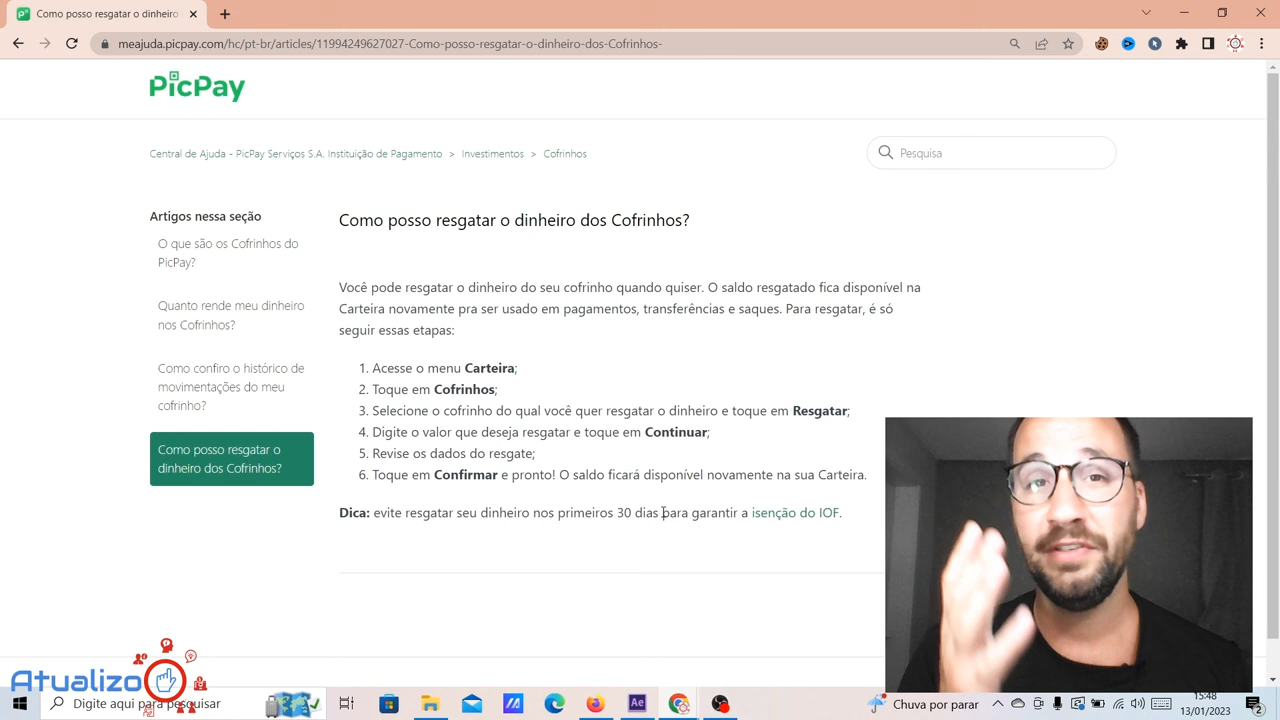 Como posso resgatar o dinheiro
meajuda.picpay.com/hc/pt-br/articles/11994249627027-Como-posso-resgatar-o-dinheiro-dos-Cofrinhos-
PicPay
Central de Ajuda - PicPay Serviços S.A. Instituição de Pagamento > Investimentos > Cofrinhos
Pesquisa
Artigos nessa seção
O que são os Cofrinhos do
PicPay?
Quanto rende meu dinheiro
nos Cofrinhos?
Como confiro o histórico de
movimentações do meu
cofrinho?
Como posso resgatar o
dinheiro dos Cofrinhos?
Como posso resgatar o dinheiro dos Cofrinhos?
Você pode resgatar o dinheiro do seu cofrinho quando quiser. O saldo resgatado fica disponível na
Carteira novamente pra ser usado em pagamentos, transferências e saques. Para resgatar, é só
seguir essas etapas:
1. Acesse o menu Carteira;
2. Toque em Cofrinhos;
3. Selecione o cofrinho do qual você quer resgatar o dinheiro e toque em Resgatar;
4. Digite o valor que deseja resgatar e toque em Continuar;
5. Revise os dados do resgate;
6. Toque em Confirmar e pronto! O saldo ficará disponível novamente na sua Carteira.
Dica: evite resgatar seu dinheiro nos primeiros 30 dias para garantir a isenção do IOF.
Atualizo
Digite aqui para pesquisar
Ae
Chuva por parar
15:48
13/01/2023
2